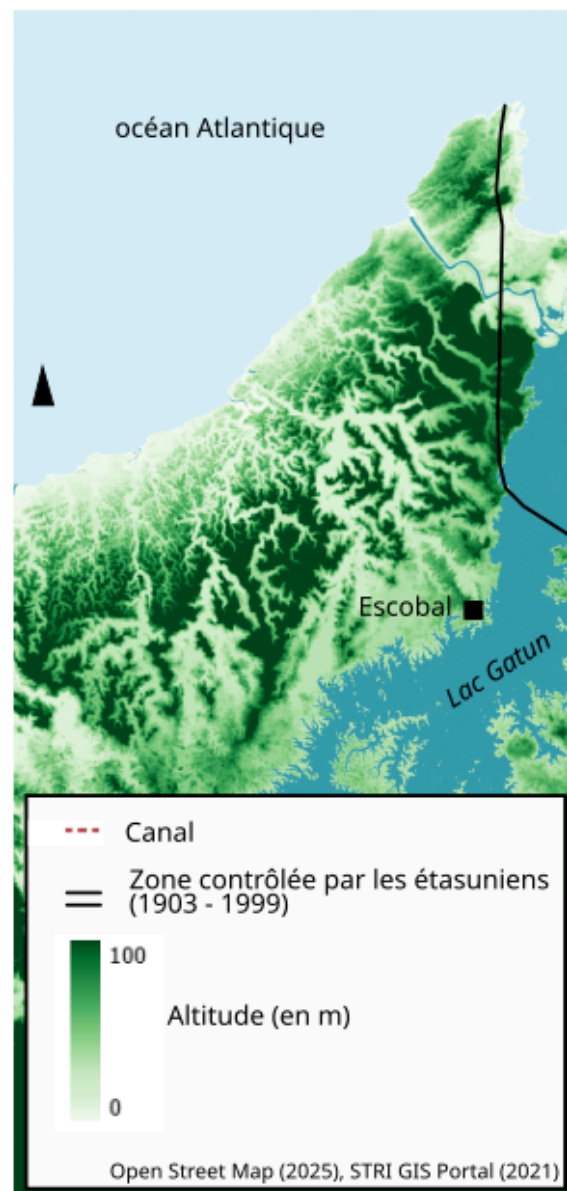 océan Atlantique
Escobal
Lac Gatun
Canal
Zone contrôlée par les étasuniens
(1903 - 1999)
100
Altitude (en m)
0
Open Street Map (2025), STRI GIS Portal (2021)